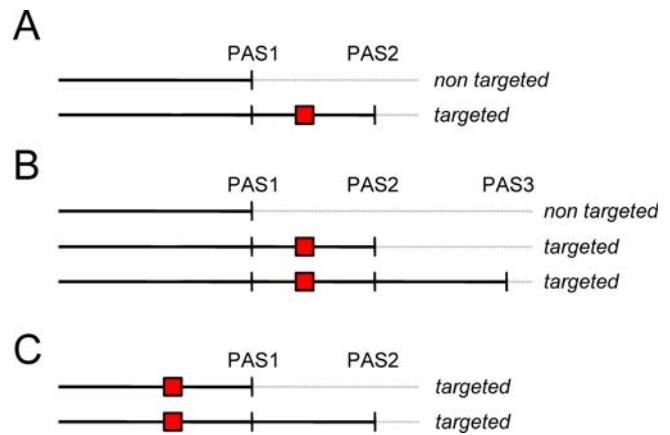 A
PAS1 PAS2
non targeted
targeted
B
PAS1 PAS2 PAS3
non targeted
targeted
targeted
C
PAS1 PAS2
targeted
targeted